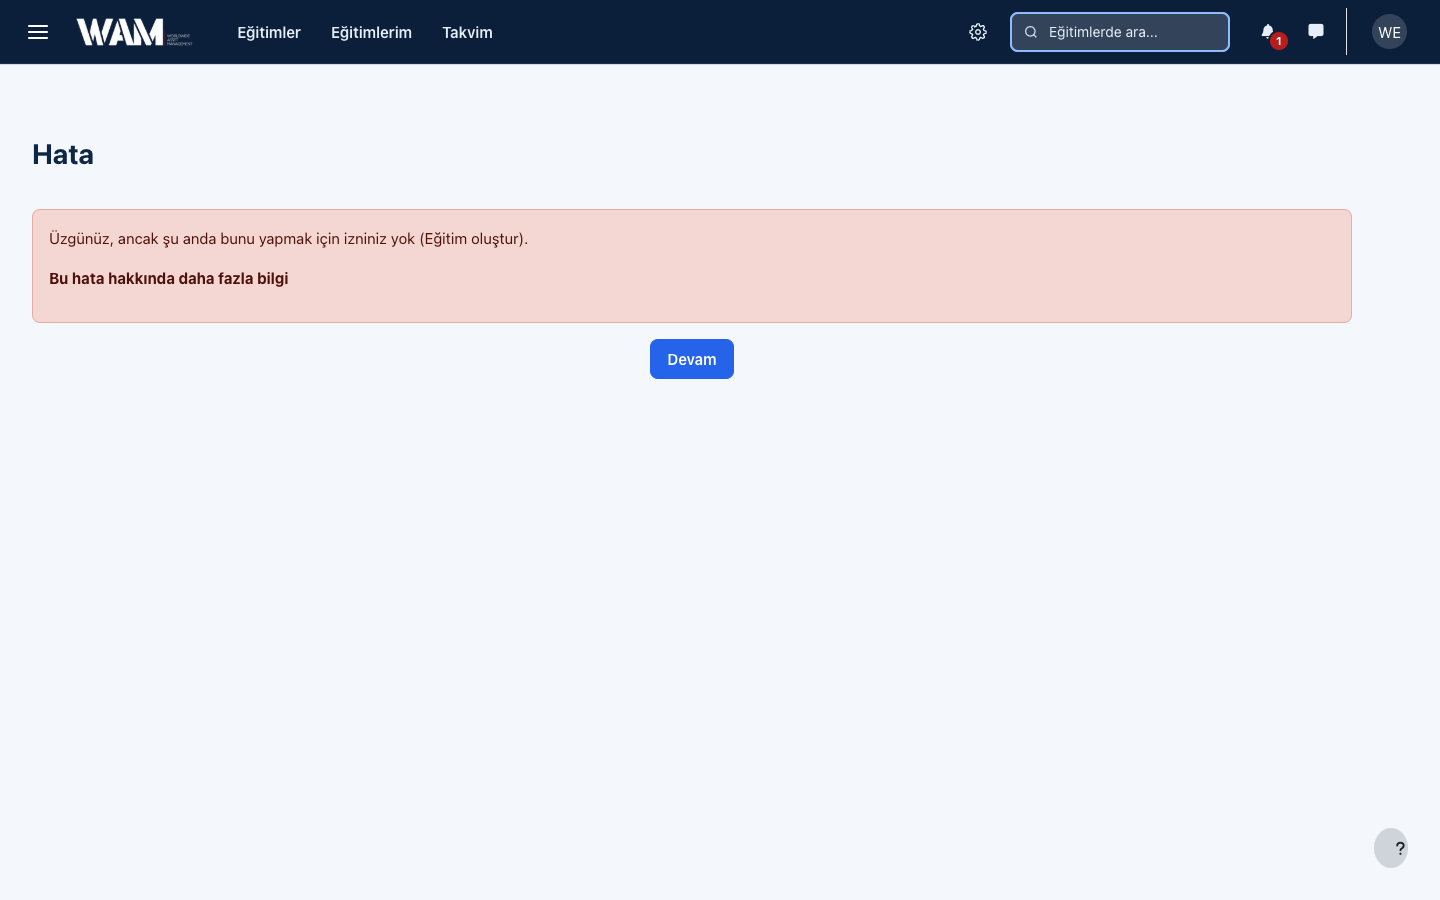 WAM
Eğitimler
Eğitimlerim
Takvim
Eğitimlerde ara...
1
WE
Hata
Üzgünüz, ancak şu anda bunu yapmak için izniniz yok (Eğitim oluştur).
Bu hata hakkında daha fazla bilgi
Devam
?